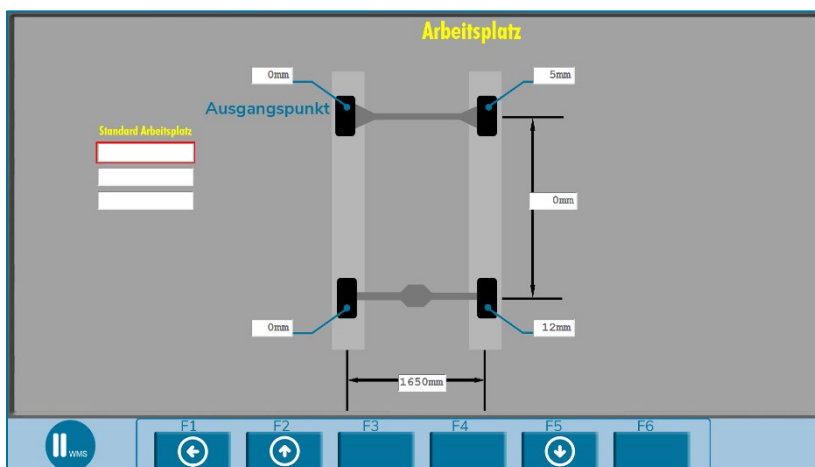 Arbeitsplatz
0mm
5mm
Ausgangspunkt
Standard Arbeitsplatz
0mm
0mm
12mm
1650mm
F1 F2 F3 F4 F5 F6
WMS